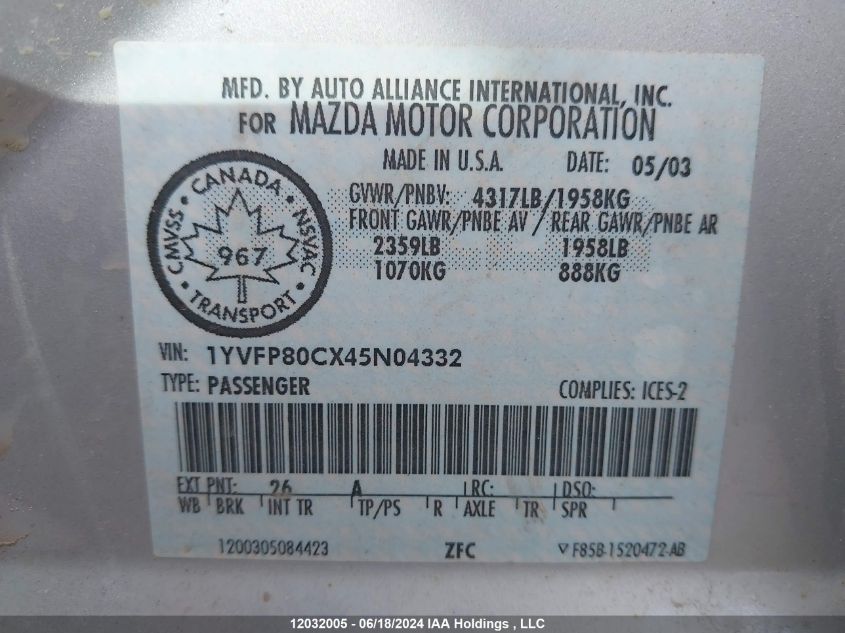 MFD. BY AUTO ALLIANCE INTERNATIONAL, INC.
FOR MAZDA MOTOR CORPORATION
MADE IN U.S.A. DATE: 05/03
GVWR/PNBV: 4317LB/1958KG
FRONT GAWR/PNBE AV / REAR GAWR/PNBE AR
2359LB 1958LB
1070KG 888KG
CANADA
CMVSS NSVAC
967
TRANSPORT
VIN: 1YVFP80CX45N04332
TYPE: PASSENGER COMPLIES: ICES-2
EXT PNT: 26 A RC: DSO:
WB BRK INT TR TP/PS R AXLE TR SPR
1200305084423 ZFC F85B-1520472-AB
12032005 - 06/18/2024 IAA Holdings , LLC